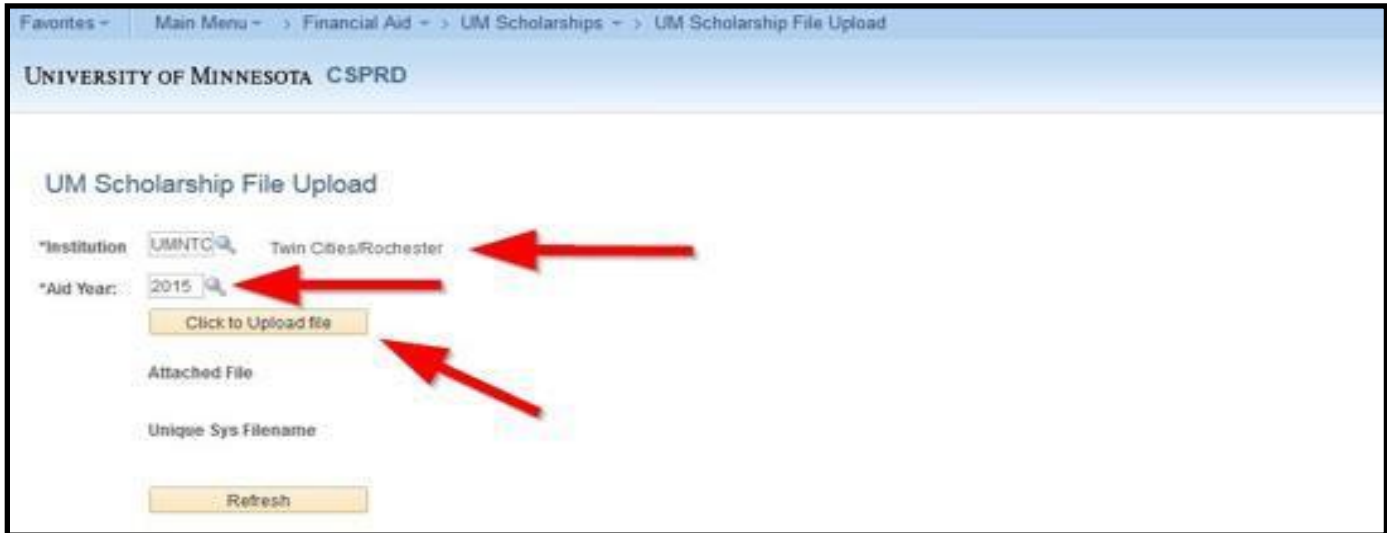 Favorites Main Menu > Financial Aid > UM Scholarships > UM Scholarship File Upload
UNIVERSITY OF MINNESOTA CSPRD
UM Scholarship File Upload
*Institution UMNTC Twin Cities/Rochester
*Aid Year: 2015
Click to Upload file
Attached File
Unique Sys Filename
Refresh